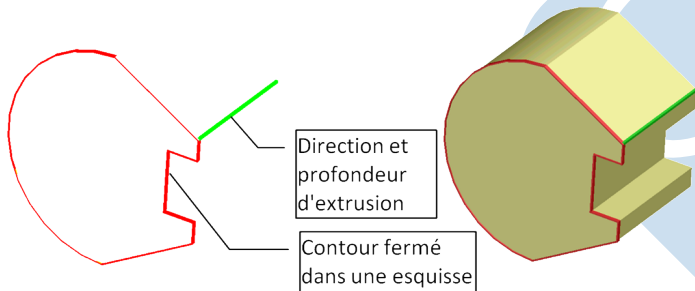 Direction et
profondeur
d'extrusion
Contour fermé
dans une esquisse